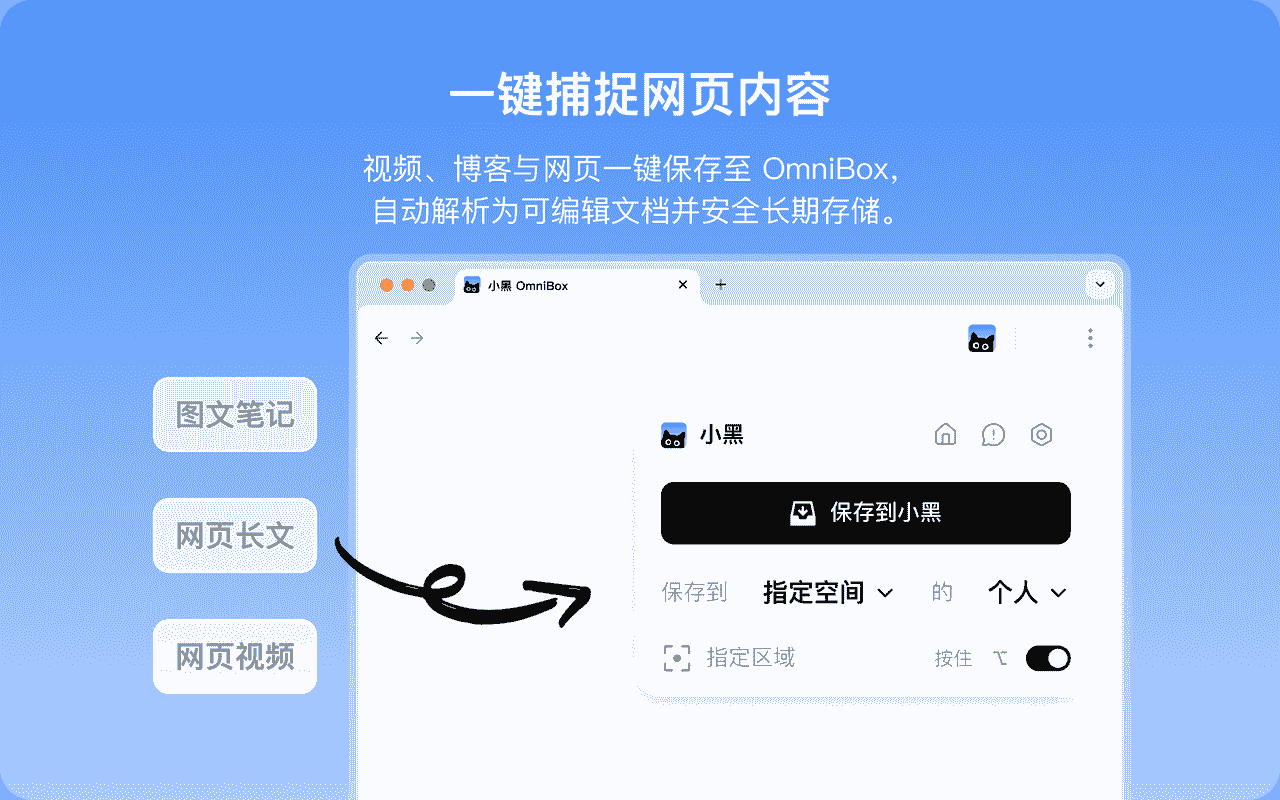 一键捕捉网页内容
视频、博客与网页一键保存至 OmniBox，
自动解析为可编辑文档并安全长期存储。
小黑 OmniBox
图文笔记
网页长文
网页视频
小黑
保存到小黑
保存到 指定空间 的 个人
指定区域 按住 ⌥